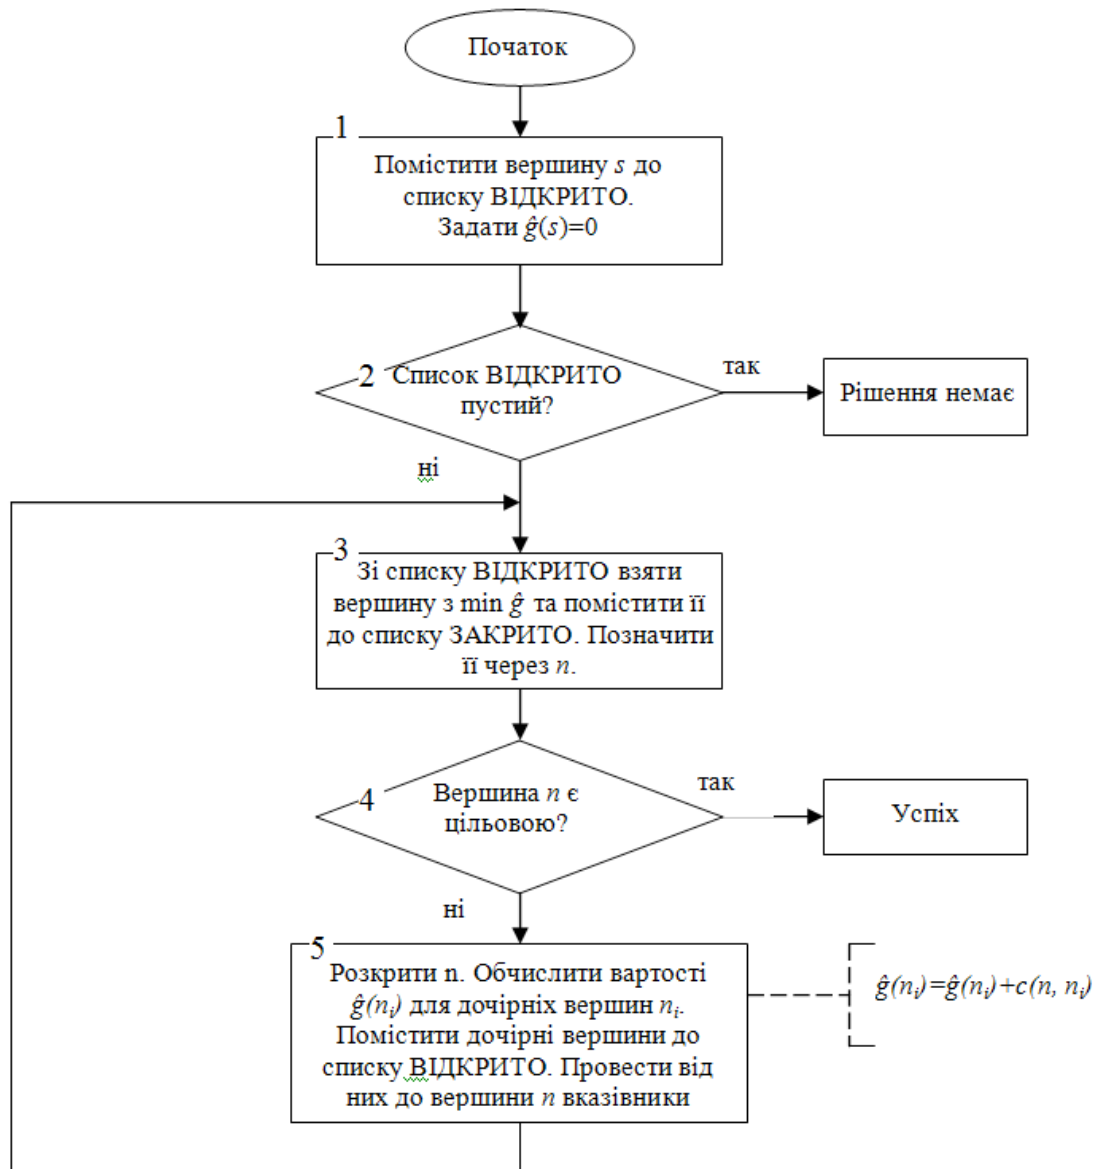 Початок
1
Помістити вершину s до
списку ВІДКРИТО.
Задати ĝ(s)=0
2
Список ВІДКРИТО
пустий?
так
Рішення немає
ні
3
Зі списку ВІДКРИТО взяти
вершину з min ĝ та помістити її
до списку ЗАКРИТО. Позначити
її через n.
4
Вершина n є
цільовою?
так
Успіх
ні
5
Розкрити n. Обчислити вартості
ĝ(nᵢ) для дочірніх вершин nᵢ.
Помістити дочірні вершини до
списку ВІДКРИТО. Провести від
них до вершини n вказівники
ĝ(nᵢ)=ĝ(nᵢ)+c(n, nᵢ)